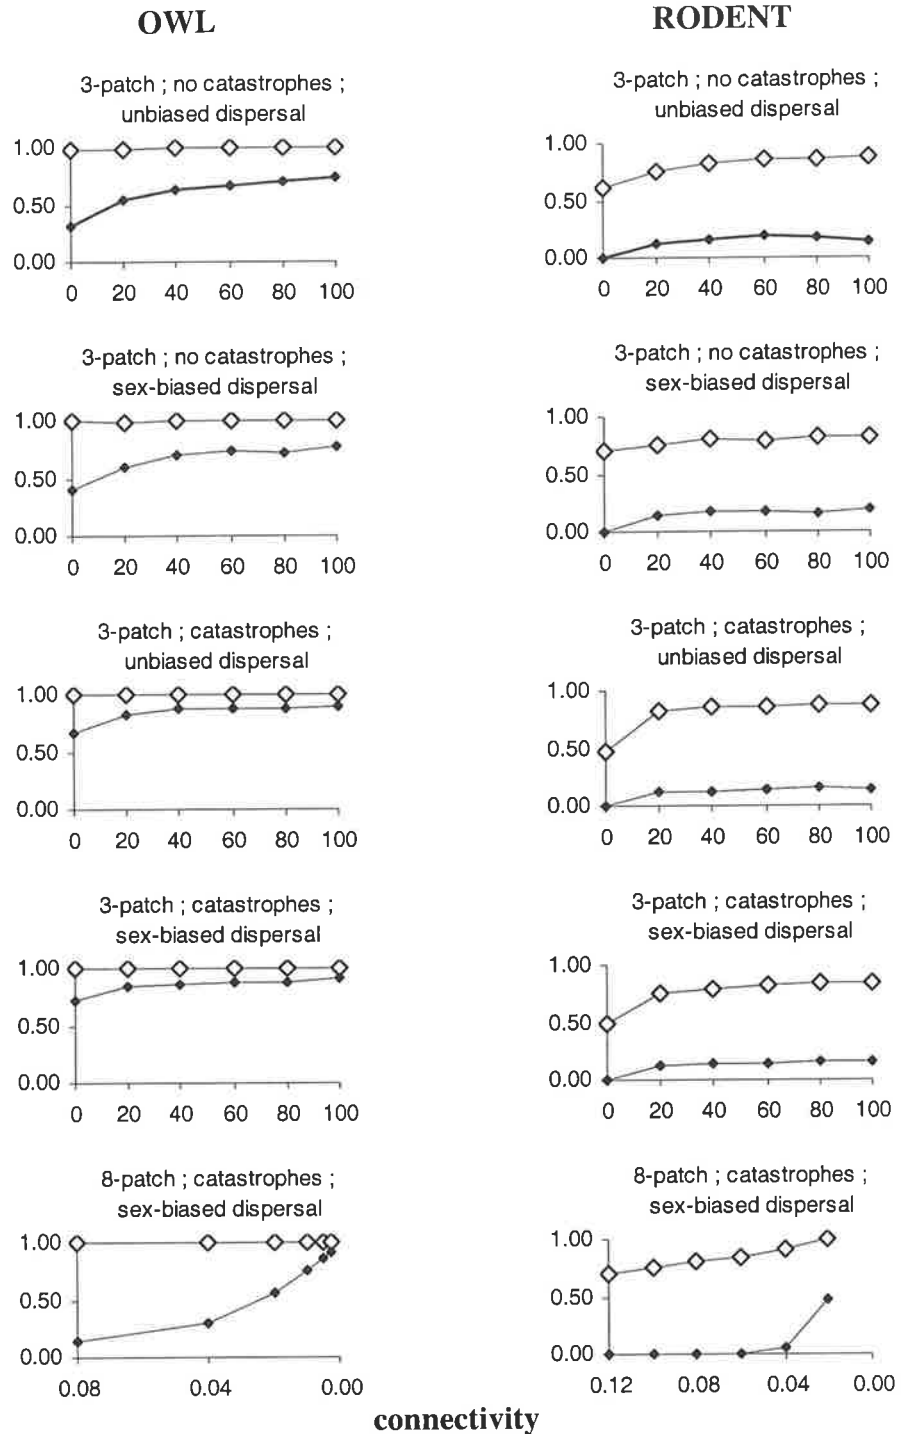 OWL
RODENT
3-patch ; no catastrophes ;
unbiased dispersal
1.00
0.50
0.00
0 20 40 60 80 100
3-patch ; no catastrophes ;
unbiased dispersal
1.00
0.50
0.00
0 20 40 60 80 100
3-patch ; no catastrophes ;
sex-biased dispersal
1.00
0.50
0.00
0 20 40 60 80 100
3-patch ; no catastrophes ;
sex-biased dispersal
1.00
0.50
0.00
0 20 40 60 80 100
3-patch ; catastrophes ;
unbiased dispersal
1.00
0.50
0.00
0 20 40 60 80 100
3-patch ; catastrophes ;
unbiased dispersal
1.00
0.50
0.00
0 20 40 60 80 100
3-patch ; catastrophes ;
sex-biased dispersal
1.00
0.50
0.00
0 20 40 60 80 100
3-patch ; catastrophes ;
sex-biased dispersal
1.00
0.50
0.00
0 20 40 60 80 100
8-patch ; catastrophes ;
sex-biased dispersal
1.00
0.50
0.00
0.08 0.04 0.00
8-patch ; catastrophes ;
sex-biased dispersal
1.00
0.50
0.00
0.12 0.08 0.04 0.00
connectivity